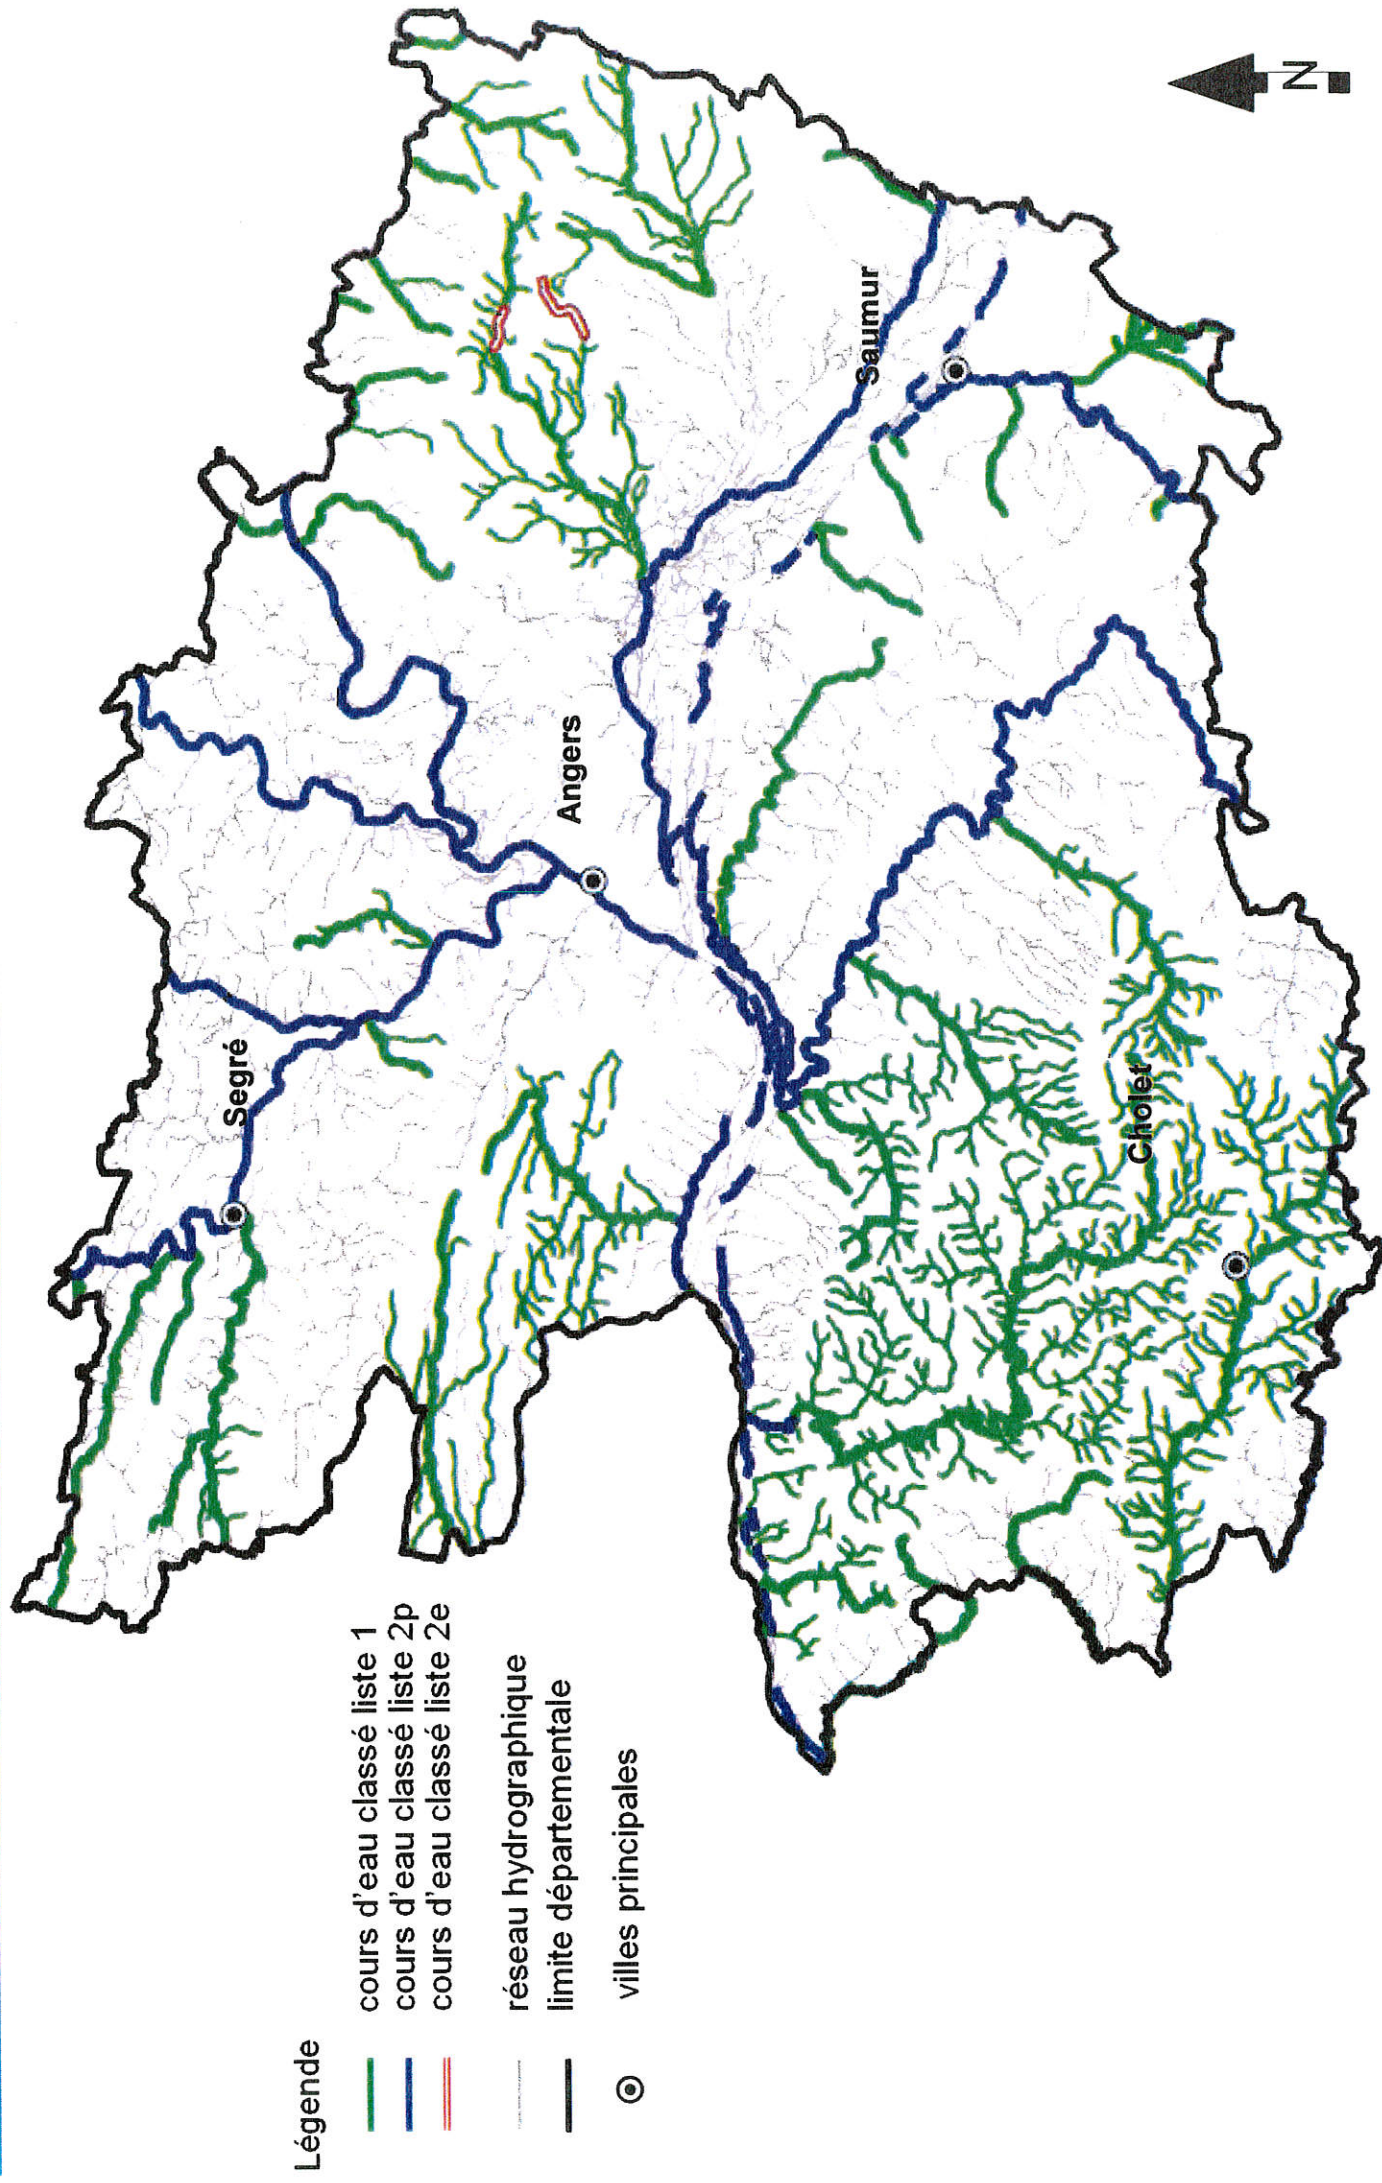 Segré
Angers
Saumur
Cholet
N
Légende
cours d'eau classé liste 1
cours d'eau classé liste 2p
cours d'eau classé liste 2e
réseau hydrographique
limite départementale
villes principales